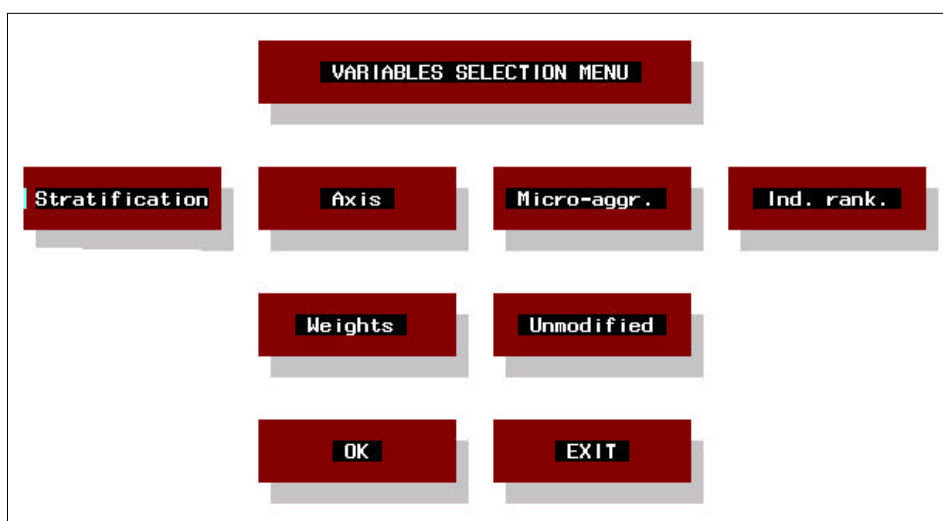 VARIABLES SELECTION MENU
Stratification Axis Micro-aggr. Ind. rank.
Weights Unmodified
OK EXIT